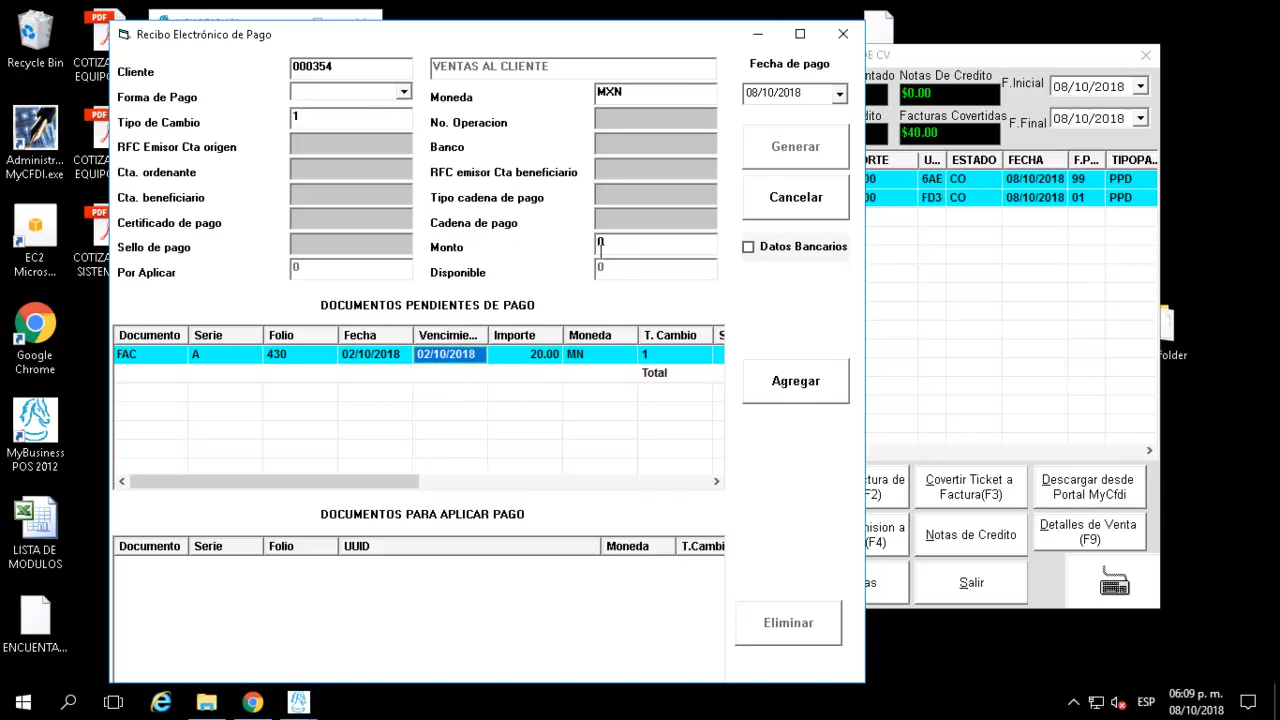 Recycle Bin
PDF
COTIZA
EQUIPO
Administr...
MyCFDI.exe
PDF
COTIZA
EQUIPO
EC2
Micros...
PDF
COTIZA
SISTEM
Google
Chrome
MyBusiness
POS 2012
LISTA DE
MODULOS
ENCUENTA...
Recibo Electrónico de Pago
Cliente 000354 VENTAS AL CLIENTE
Fecha de pago
Forma de Pago Moneda MXN 08/10/2018
Tipo de Cambio 1 No. Operacion
RFC Emisor Cta origen Banco Generar
Cta. ordenante RFC emisor Cta beneficiario
Cta. beneficiario Tipo cadena de pago Cancelar
Certificado de pago Cadena de pago
Sello de pago Monto 0 Datos Bancarios
Por Aplicar 0 Disponible 0
DOCUMENTOS PENDIENTES DE PAGO
Documento Serie Folio Fecha Vencimie... Importe Moneda T. Cambio S
FAC A 430 02/10/2018 02/10/2018 20.00 MN 1
Total
Agregar
DOCUMENTOS PARA APLICAR PAGO
Documento Serie Folio UUID Moneda T.Cambi
Eliminar
DE CV
ntado Notas De Credito F.Inicial 08/10/2018
$0.00
dito Facturas Covertidas F.Final 08/10/2018
$40.00
ORTE U... ESTADO FECHA F.P... TIPOPA...
00 6AE CO 08/10/2018 99 PPD
00 FD3 CO 08/10/2018 01 PPD
ctura de
F2)
Covertir Ticket a
Factura(F3)
Descargar desde
Portal MyCfdi
mision a
(F4)
Notas de Credito
Detalles de Venta
(F9)
as
Salir
Folder
ESP
06:09 p. m.
08/10/2018